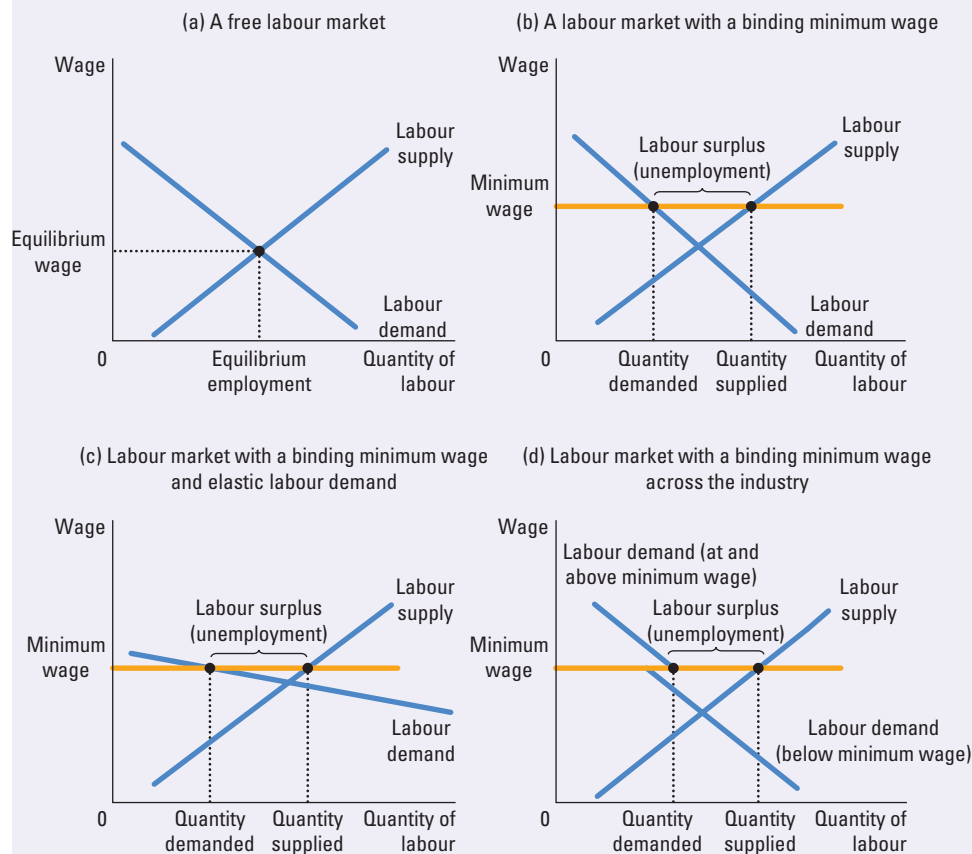 (a) A free labour market
Wage
Labour
supply
Equilibrium
wage
Labour
demand
0
Equilibrium
employment
Quantity of
labour
(b) A labour market with a binding minimum wage
Wage
Labour surplus
(unemployment)
Labour
supply
Minimum
wage
Labour
demand
0
Quantity
demanded
Quantity
supplied
Quantity of
labour
(c) Labour market with a binding minimum wage
and elastic labour demand
Wage
Labour surplus
(unemployment)
Labour
supply
Minimum
wage
Labour
demand
0
Quantity
demanded
Quantity
supplied
Quantity of
labour
(d) Labour market with a binding minimum wage
across the industry
Wage
Labour demand (at and
above minimum wage)
Labour surplus
(unemployment)
Labour
supply
Minimum
wage
Labour demand
(below minimum wage)
0
Quantity
demanded
Quantity
supplied
Quantity of
labour